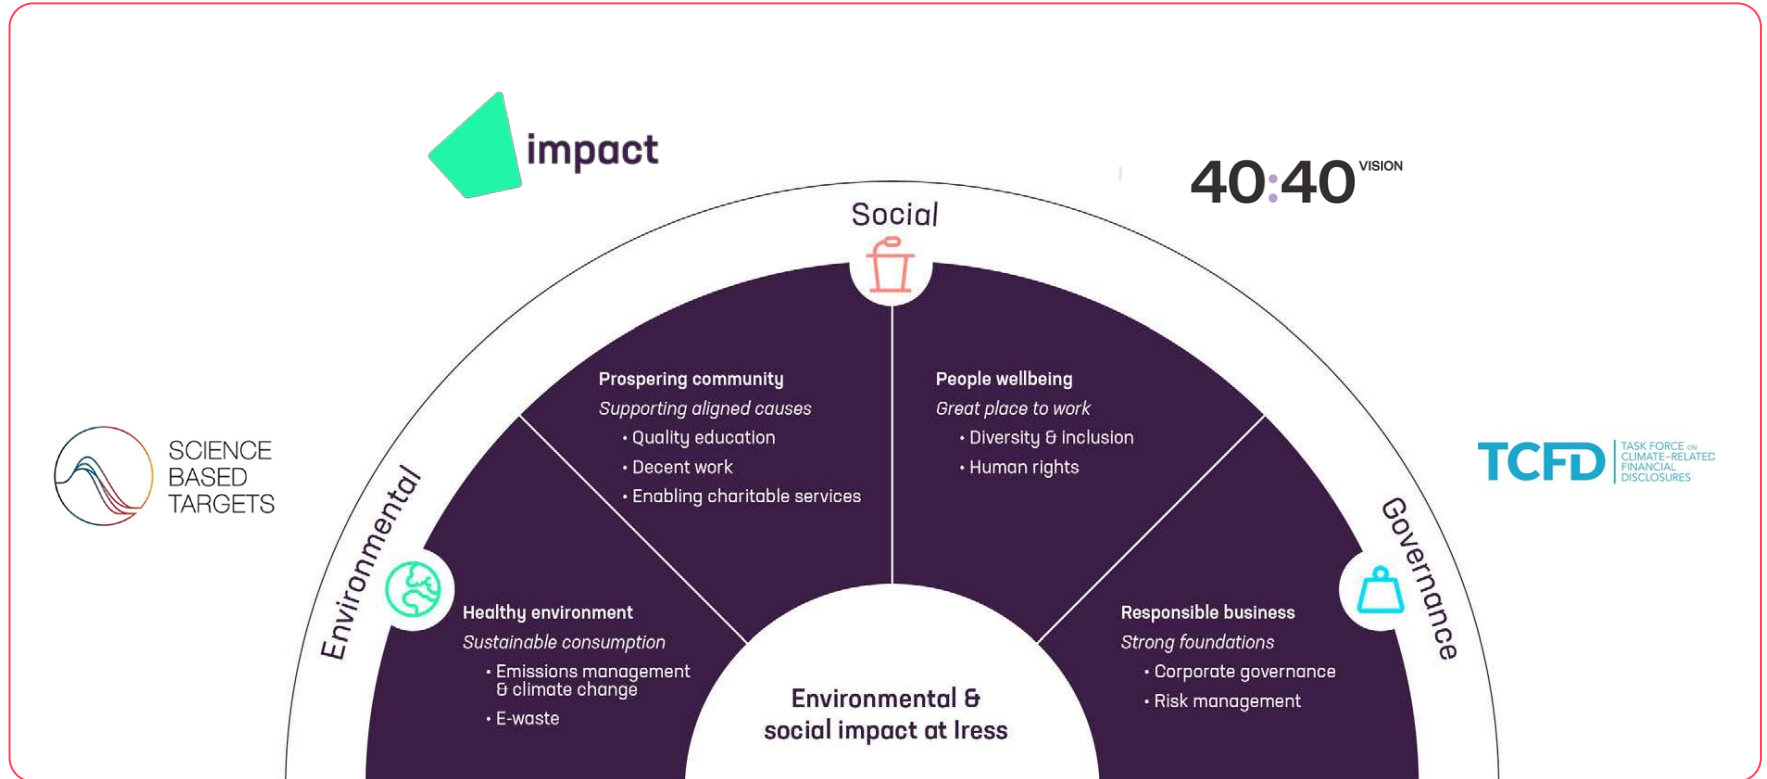 impact
40:40 VISION
Social
Prospering community
Supporting aligned causes
• Quality education
• Decent work
• Enabling charitable services
People wellbeing
Great place to work
• Diversity & inclusion
• Human rights
SCIENCE
BASED
TARGETS
TCFD
TASK FORCE ON
CLIMATE-RELATED
FINANCIAL
DISCLOSURES
Environmental
Governance
Healthy environment
Sustainable consumption
• Emissions management
& climate change
• E-waste
Responsible business
Strong foundations
• Corporate governance
• Risk management
Environmental &
social impact at Iress